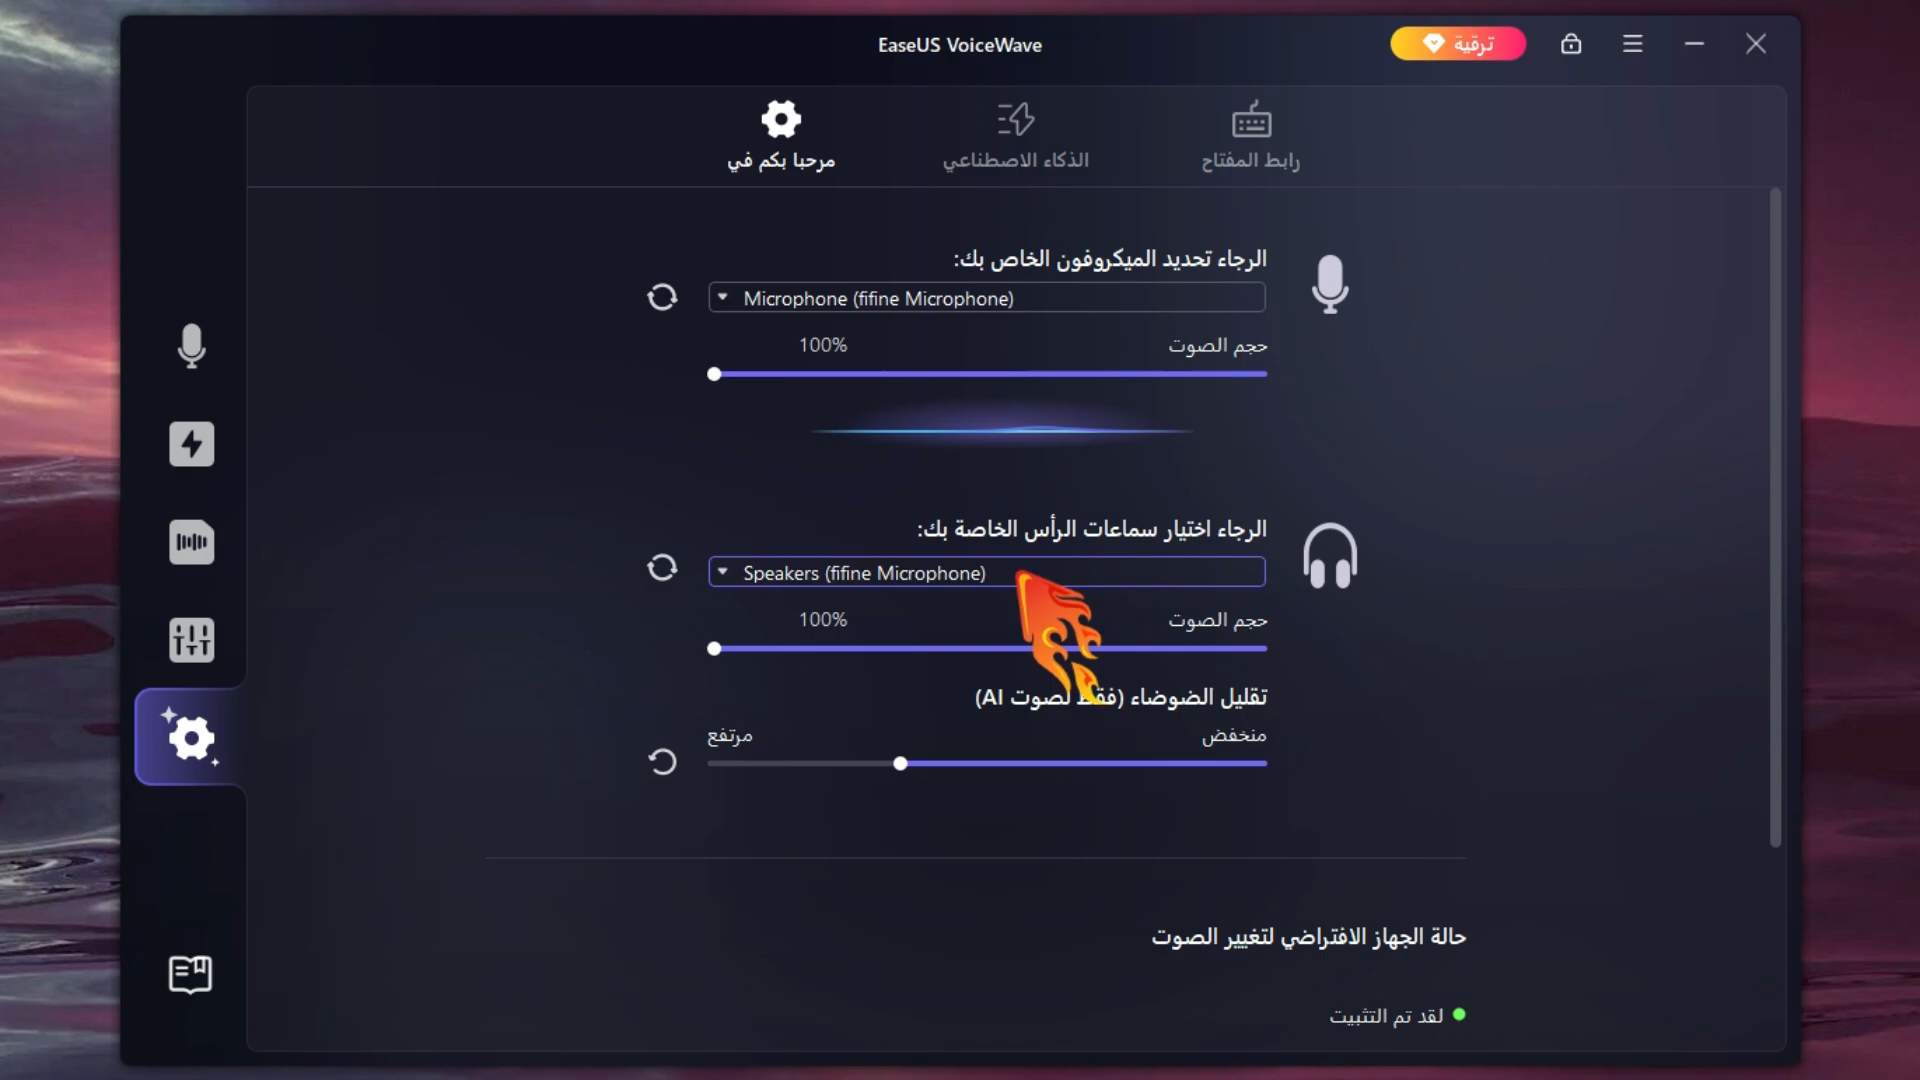 EaseUS VoiceWave
ترقية
مرحبا بكم في
الذكاء الاصطناعي
رابط المفتاح
الرجاء تحديد الميكروفون الخاص بك:
Microphone (fifine Microphone)
حجم الصوت
100%
الرجاء اختيار سماعات الرأس الخاصة بك:
Speakers (fifine Microphone)
حجم الصوت
100%
تقليل الضوضاء (فقط لصوت AI)
منخفض
مرتفع
حالة الجهاز الافتراضي لتغيير الصوت
لقد تم التثبيت